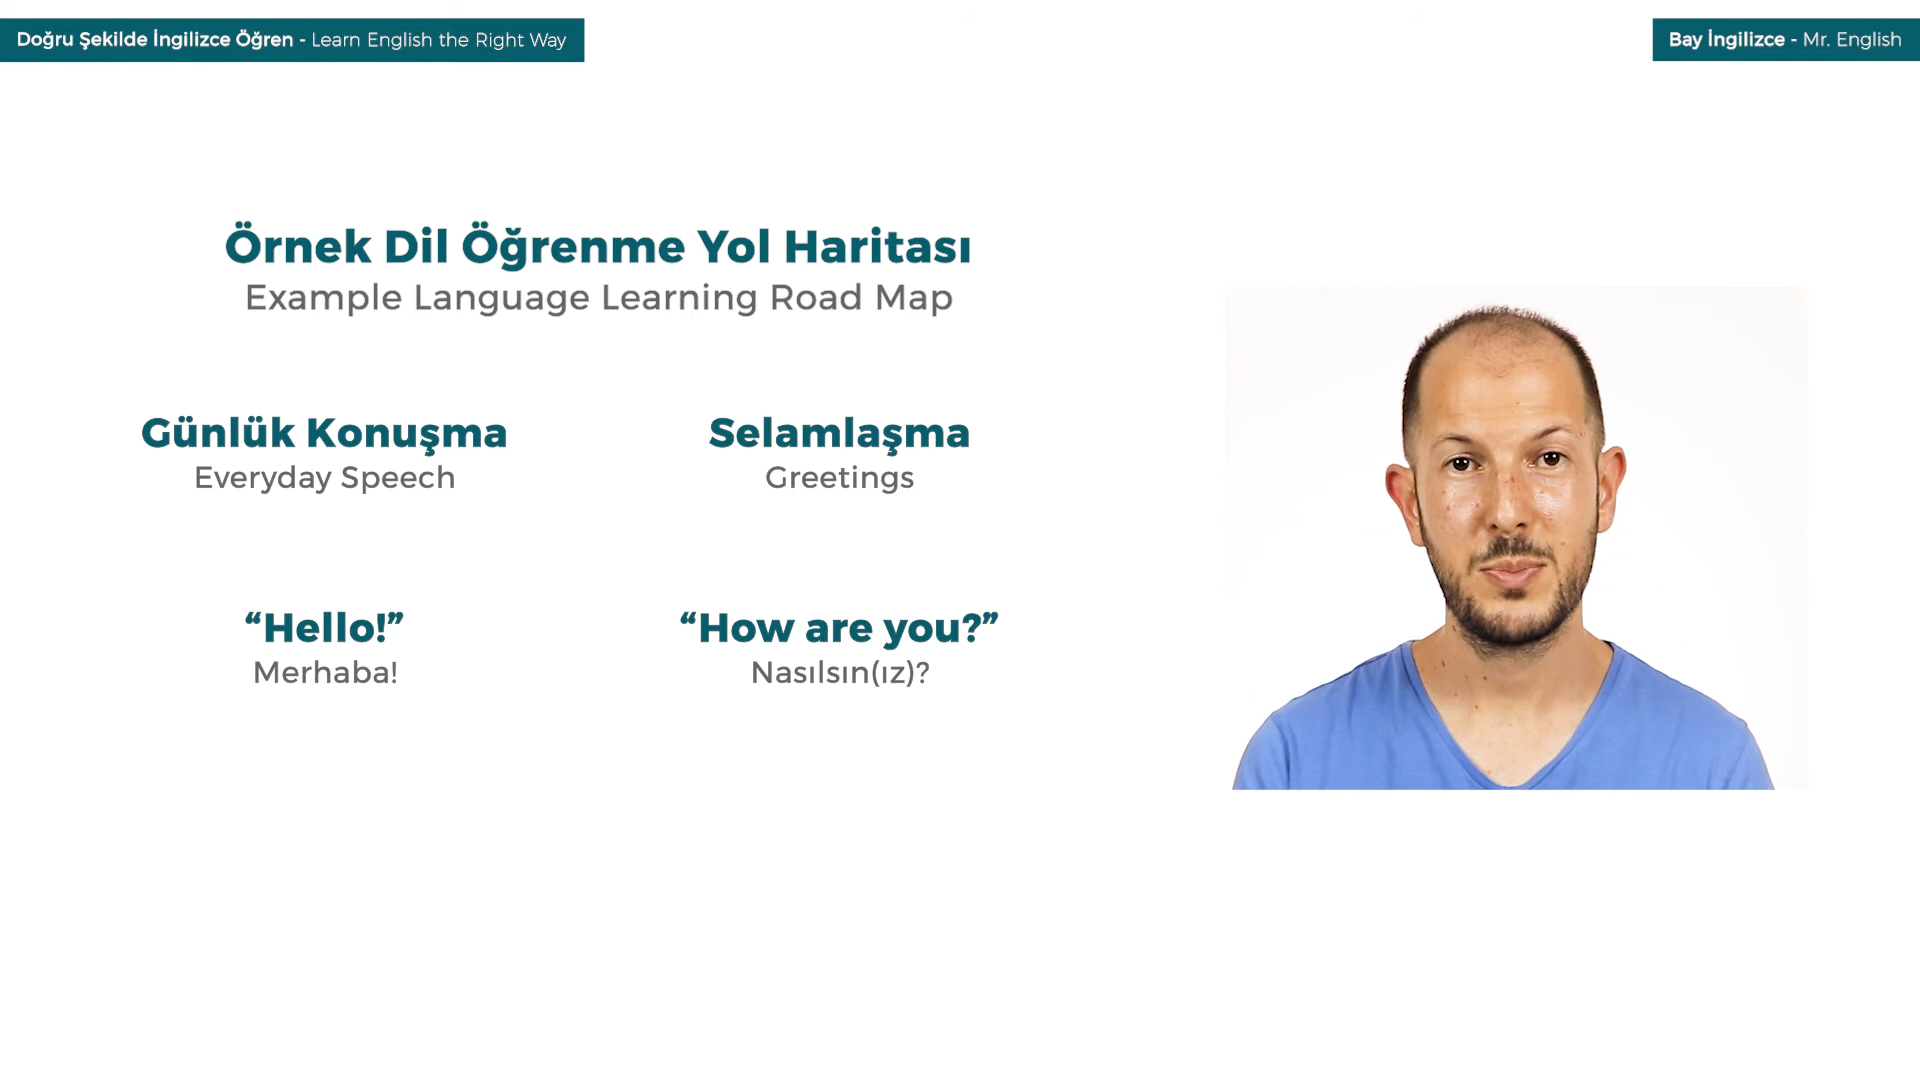 Doğru Şekilde İngilizce Öğren - Learn English the Right Way
Bay İngilizce - Mr. English
Örnek Dil Öğrenme Yol Haritası
Example Language Learning Road Map
Günlük Konuşma
Everyday Speech
Selamlaşma
Greetings
“Hello!”
Merhaba!
“How are you?”
Nasılsın(ız)?